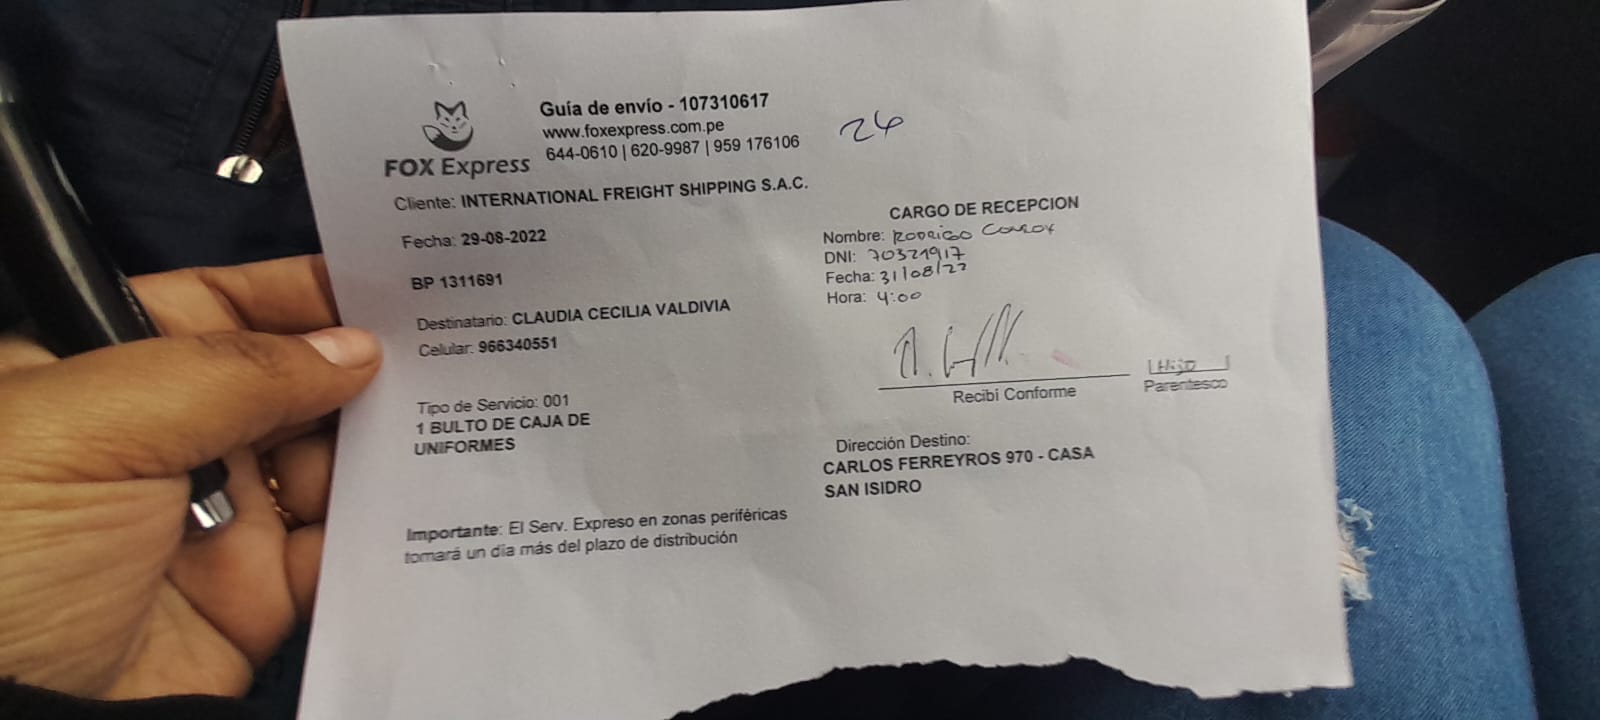 Guía de envío - 107310617
www.foxexpress.com.pe
644-0610 | 620-9987 | 959 176106
24
FOX Express
Cliente: INTERNATIONAL FREIGHT SHIPPING S.A.C.
Fecha: 29-08-2022
BP 1311691
Destinatario: CLAUDIA CECILIA VALDIVIA
Celular: 966340551
Tipo de Servicio: 001
1 BULTO DE CAJA DE
UNIFORMES
Importante: El Serv. Expreso en zonas periféricas
tomará un día más del plazo de distribución
CARGO DE RECEPCION
Nombre: Rodrigo
DNI: 70321917
Fecha: 31/08/22
Hora: 4:00
Recibi Conforme
Hijo
Parentesco
Dirección Destino:
CARLOS FERREYROS 970 - CASA
SAN ISIDRO